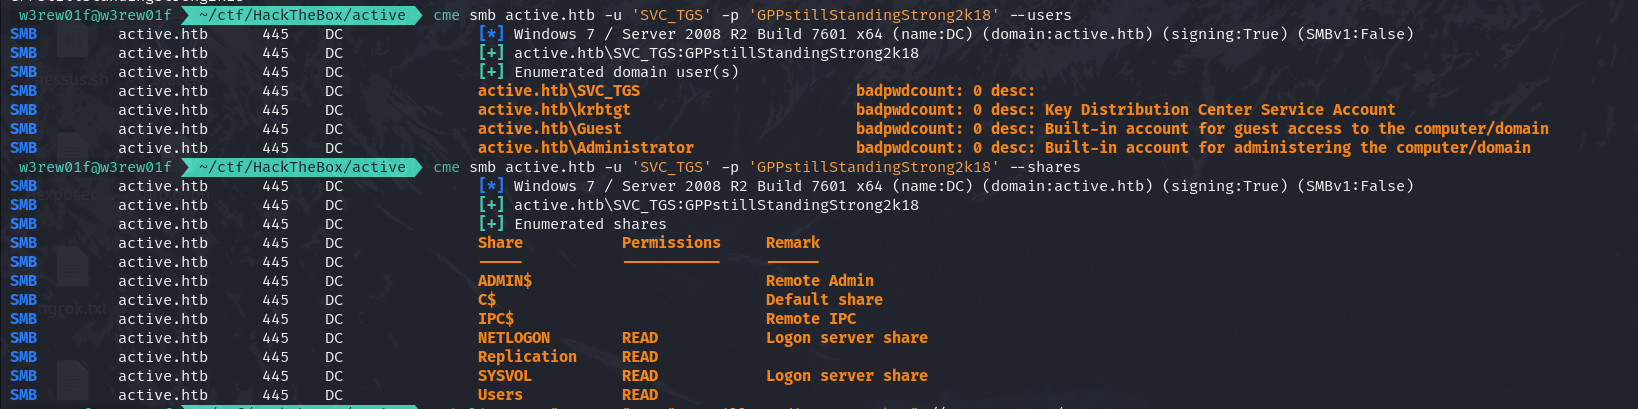 w3rew01f@w3rew01f ~/ctf/HackTheBox/active cme smb active.htb -u 'SVC_TGS' -p 'GPPstillStandingStrong2k18' --users
SMB active.htb 445 DC [*] Windows 7 / Server 2008 R2 Build 7601 x64 (name:DC) (domain:active.htb) (signing:True) (SMBv1:False)
SMB active.htb 445 DC [+] active.htb\SVC_TGS:GPPstillStandingStrong2k18
SMB active.htb 445 DC [+] Enumerated domain user(s)
SMB active.htb 445 DC active.htb\SVC_TGS badpwdcount: 0 desc:
SMB active.htb 445 DC active.htb\krbtgt badpwdcount: 0 desc: Key Distribution Center Service Account
SMB active.htb 445 DC active.htb\Guest badpwdcount: 0 desc: Built-in account for guest access to the computer/domain
SMB active.htb 445 DC active.htb\Administrator badpwdcount: 0 desc: Built-in account for administering the computer/domain
w3rew01f@w3rew01f ~/ctf/HackTheBox/active cme smb active.htb -u 'SVC_TGS' -p 'GPPstillStandingStrong2k18' --shares
SMB active.htb 445 DC [*] Windows 7 / Server 2008 R2 Build 7601 x64 (name:DC) (domain:active.htb) (signing:True) (SMBv1:False)
SMB active.htb 445 DC [+] active.htb\SVC_TGS:GPPstillStandingStrong2k18
SMB active.htb 445 DC [+] Enumerated shares
SMB active.htb 445 DC Share Permissions Remark
SMB active.htb 445 DC ----- ----------- ------
SMB active.htb 445 DC ADMIN$ Remote Admin
SMB active.htb 445 DC C$ Default share
SMB active.htb 445 DC IPC$ Remote IPC
SMB active.htb 445 DC NETLOGON READ Logon server share
SMB active.htb 445 DC Replication READ
SMB active.htb 445 DC SYSVOL READ Logon server share
SMB active.htb 445 DC Users READ